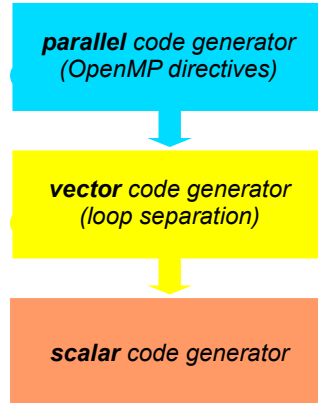 parallel code generator
(OpenMP directives)
vector code generator
(loop separation)
scalar code generator